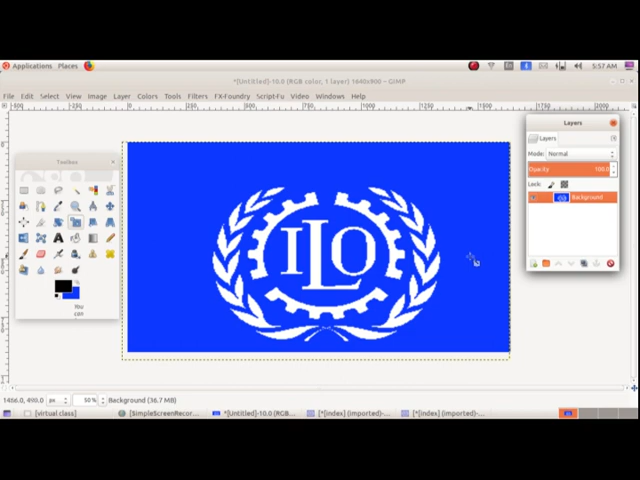 Applications Places En 5:57 AM
*[Untitled]-10.0 (RGB color, 1 layer) 1640x900 – GIMP
File Edit Select View Image Layer Colors Tools Filters FX-Foundry Script-Fu Video Windows Help
Layers
Layers
Mode: Normal
Opacity 100.0
Lock:
Background
Toolbox
You
can
ILO
1466.0, 490.0 px 50% Background (36.7 MB)
[virtual class] [SimpleScreenRecor... *[Untitled]-10.0 (RGB... [*[index] (imported)-... [*[index] (imported)-...